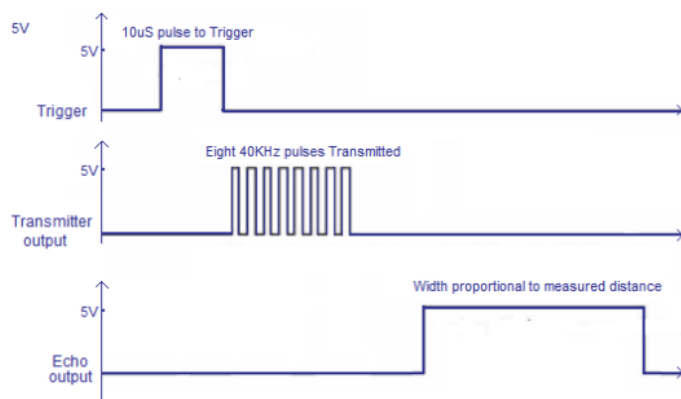 5V
10uS pulse to Trigger
5V
Trigger
Eight 40KHz pulses Transmitted
5V
Transmitter
output
Width proportional to measured distance
5V
Echo
output